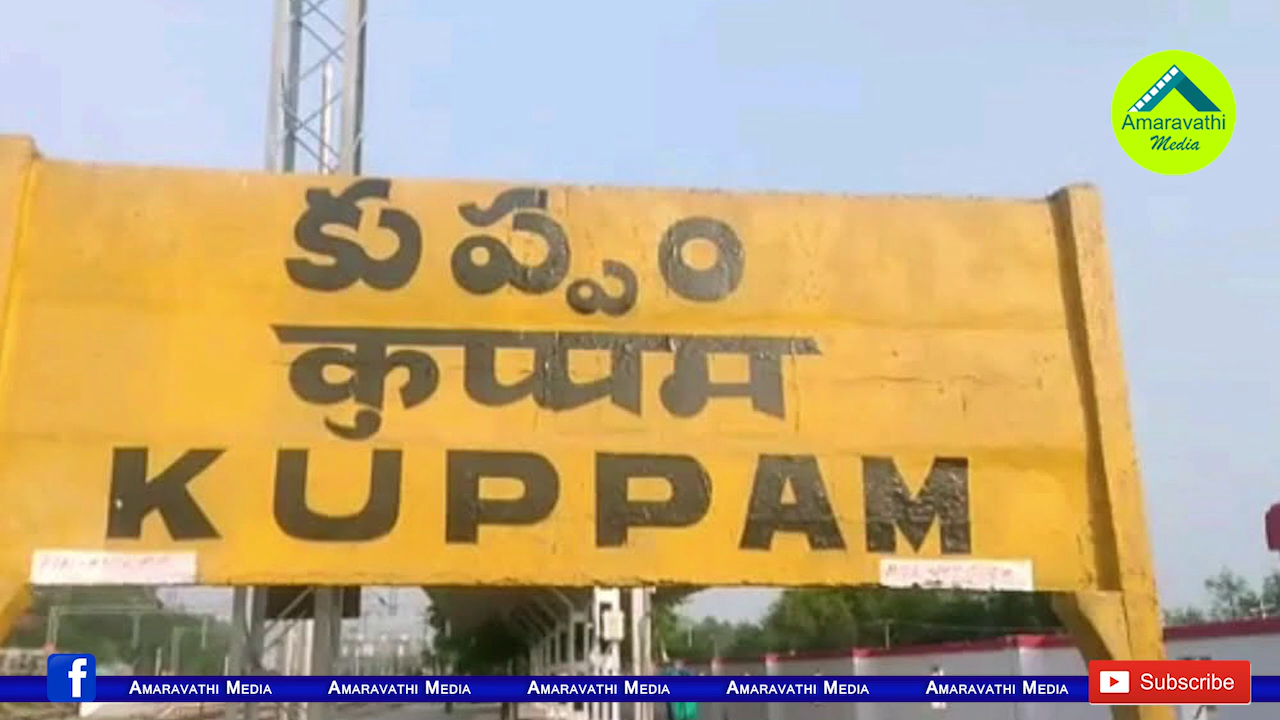 Amaravathi
Media
కుప్పం
कुप्पम
KUPPAM
f Amaravathi Media Amaravathi Media Amaravathi Media Amaravathi Media Amaravathi Media Subscribe